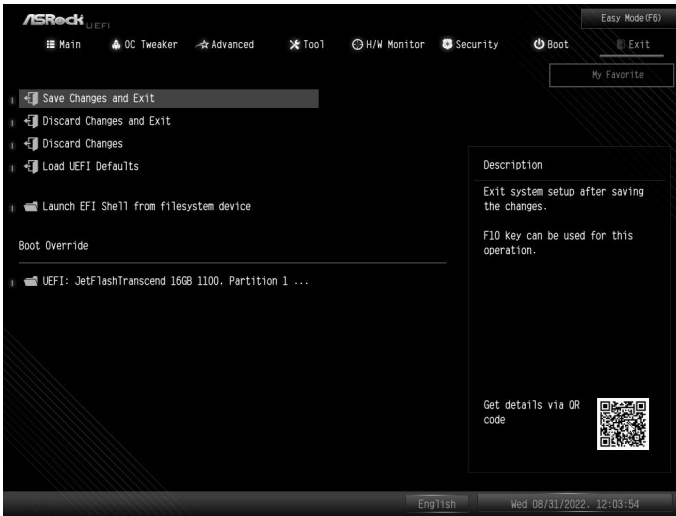 ASRock UEFI
Easy Mode(F6)
Main OC Tweaker Advanced Tool H/W Monitor Security Boot Exit
My Favorite
Save Changes and Exit
Discard Changes and Exit
Discard Changes
Load UEFI Defaults
Launch EFI Shell from filesystem device
Boot Override
UEFI: JetFlashTranscend 16GB 1100, Partition 1 ...
Description
Exit system setup after saving
the changes.
F10 key can be used for this
operation.
Get details via QR
code
English
Wed 08/31/2022, 12:03:54